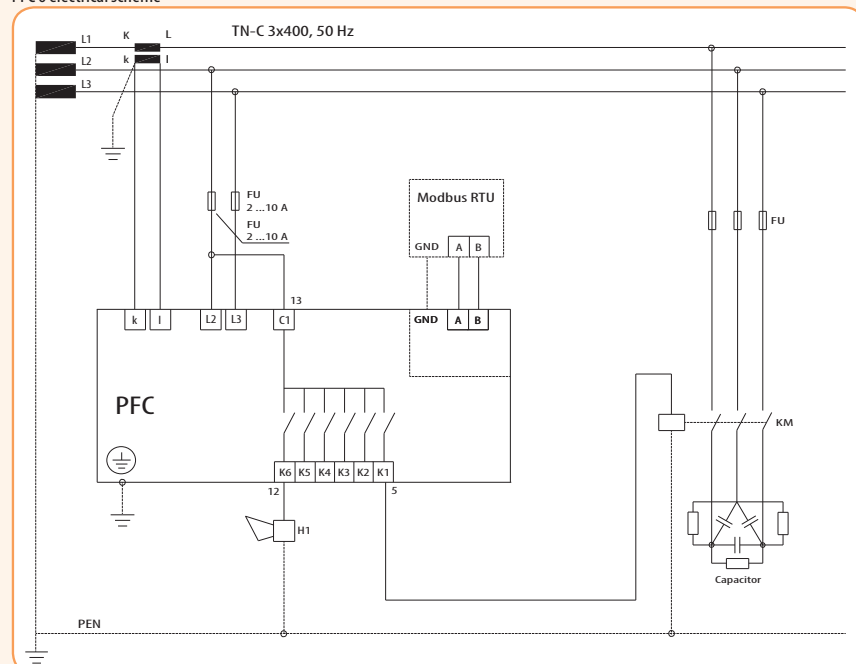 PFC 6 electrical scheme
TN-C 3x400, 50 Hz
L1 K L
L2 k l
L3
FU
2 ...10 A
FU
2 ...10 A
Modbus RTU
GND A B
FU
13
k l L2 L3 C1 GND A B
PFC
KM
K6 K5 K4 K3 K2 K1
12 5
H1
Capacitor
PEN